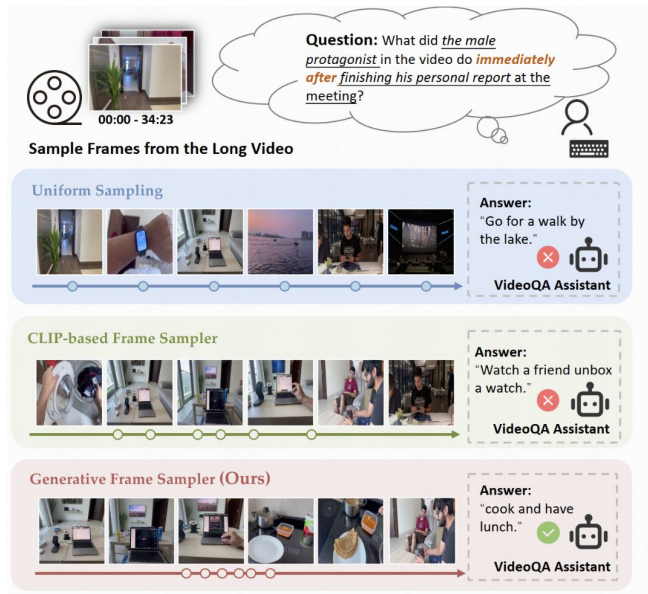 Question: What did the male
protagonist in the video do immediately
after finishing his personal report at the
meeting?
00:00 - 34:23
Sample Frames from the Long Video
Uniform Sampling
Answer:
"Go for a walk by
the lake."
VideoQA Assistant
CLIP-based Frame Sampler
Answer:
"Watch a friend unbox
a watch."
VideoQA Assistant
Generative Frame Sampler (Ours)
Answer:
"cook and have
lunch."
VideoQA Assistant